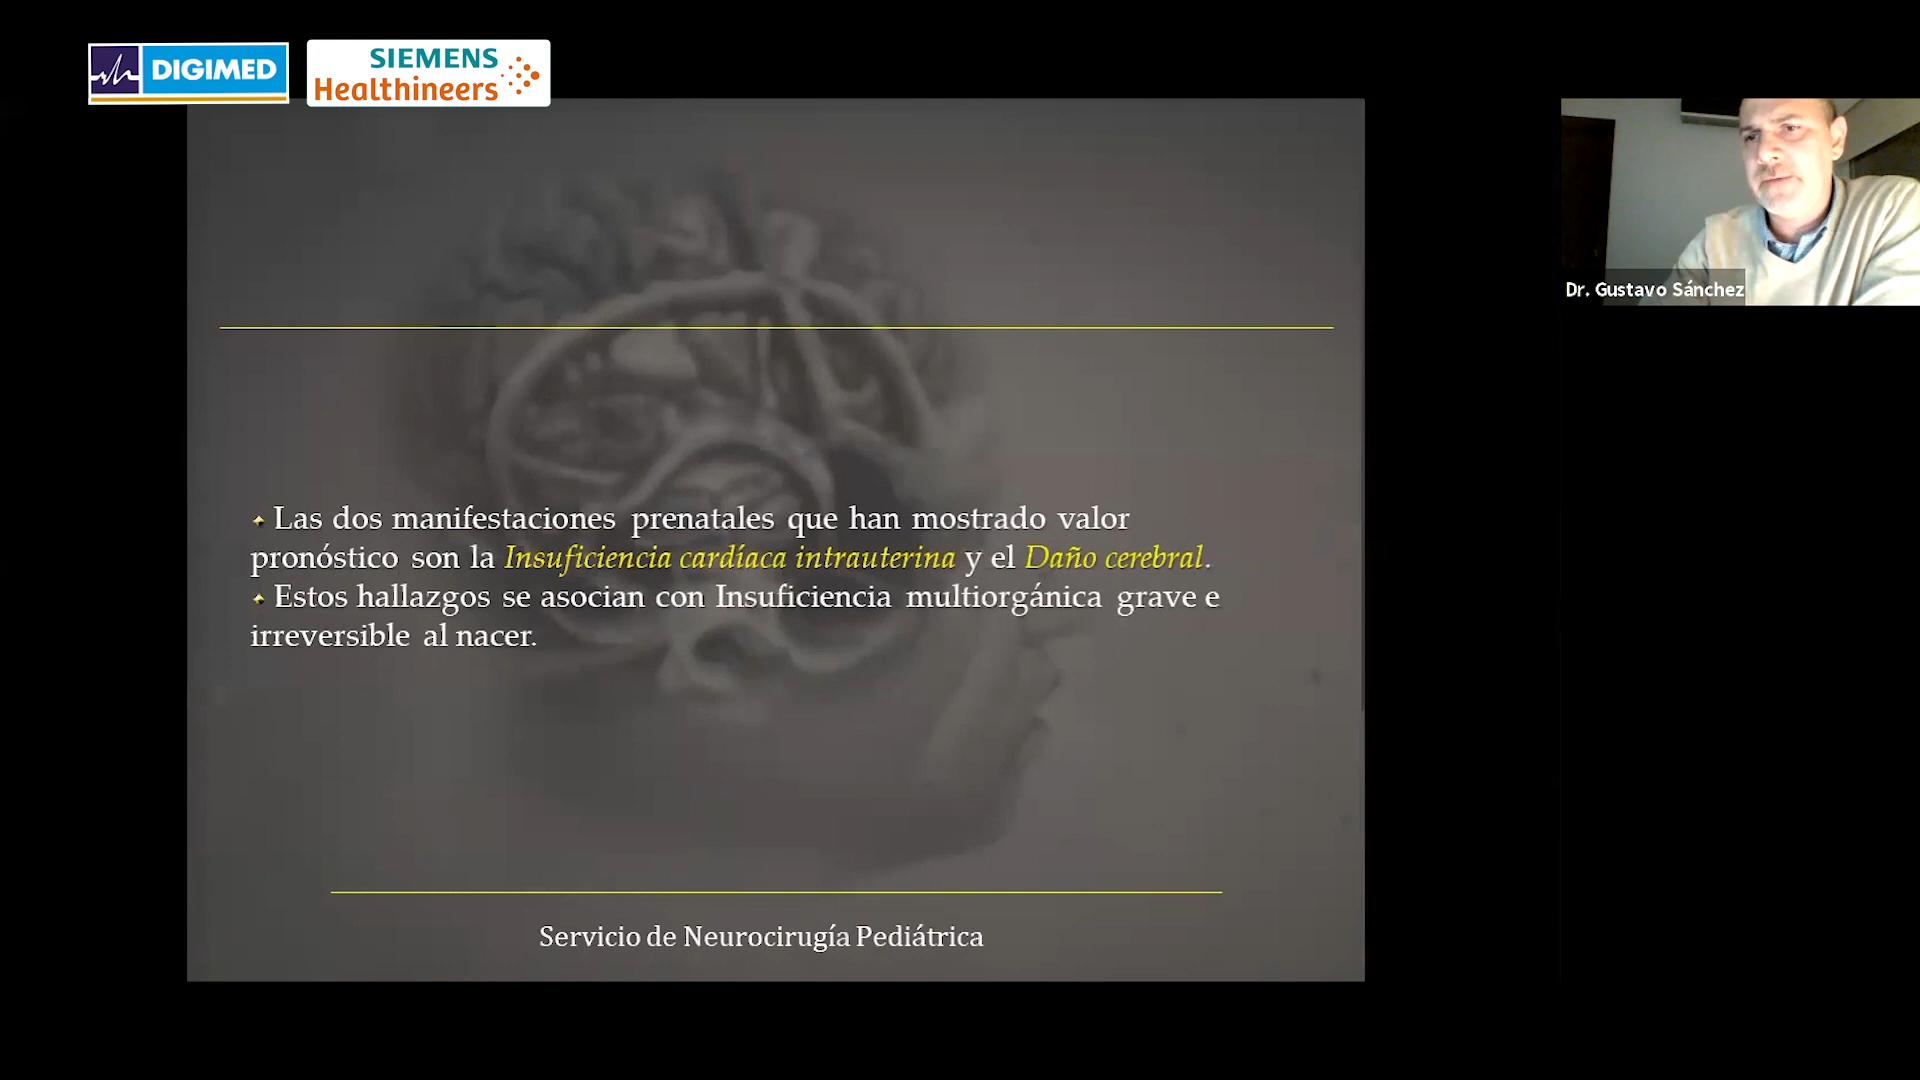 DIGIMED
SIEMENS
Healthineers
Dr. Gustavo Sánchez
Las dos manifestaciones prenatales que han mostrado valor
pronóstico son la Insuficiencia cardíaca intrauterina y el Daño cerebral.
Estos hallazgos se asocian con Insuficiencia multiorgánica grave e
irreversible al nacer.
Servicio de Neurocirugía Pediátrica